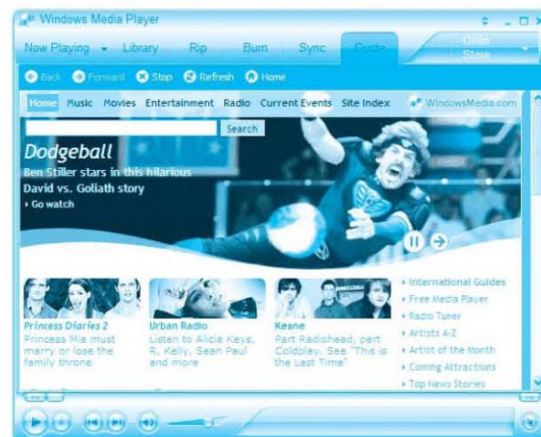 Windows Media Player
Now Playing Library Rip Burn Sync Guide
Store
Back Forward Stop Refresh Home
Home Music Movies Entertainment Radio Current Events Site Index WindowsMedia.com
Search
Dodgeball
Ben Stiller stars in this hilarious
David vs. Goliath story
Go watch
Princess Diaries 2
Princess Mia must
marry or lose the
family throne
Urban Radio
Listen to Alicia Keys,
R. Kelly, Sean Paul
and more
Keane
Part Radiohead, part
Coldplay. See "This is
the Last Time"
International Guides
Free Media Player
Radio Tuner
Artists A-Z
Artist of the Month
Coming Attractions
Top News Stories